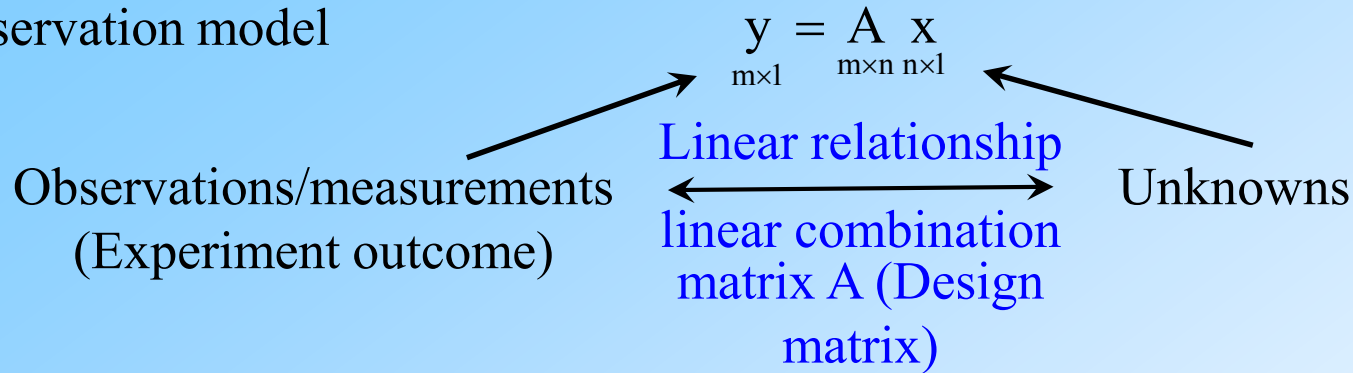 servation model
y = A x
m×1 m×n n×1
Linear relationship
Observations/measurements
(Experiment outcome)
Unknowns
linear combination
matrix A (Design
matrix)